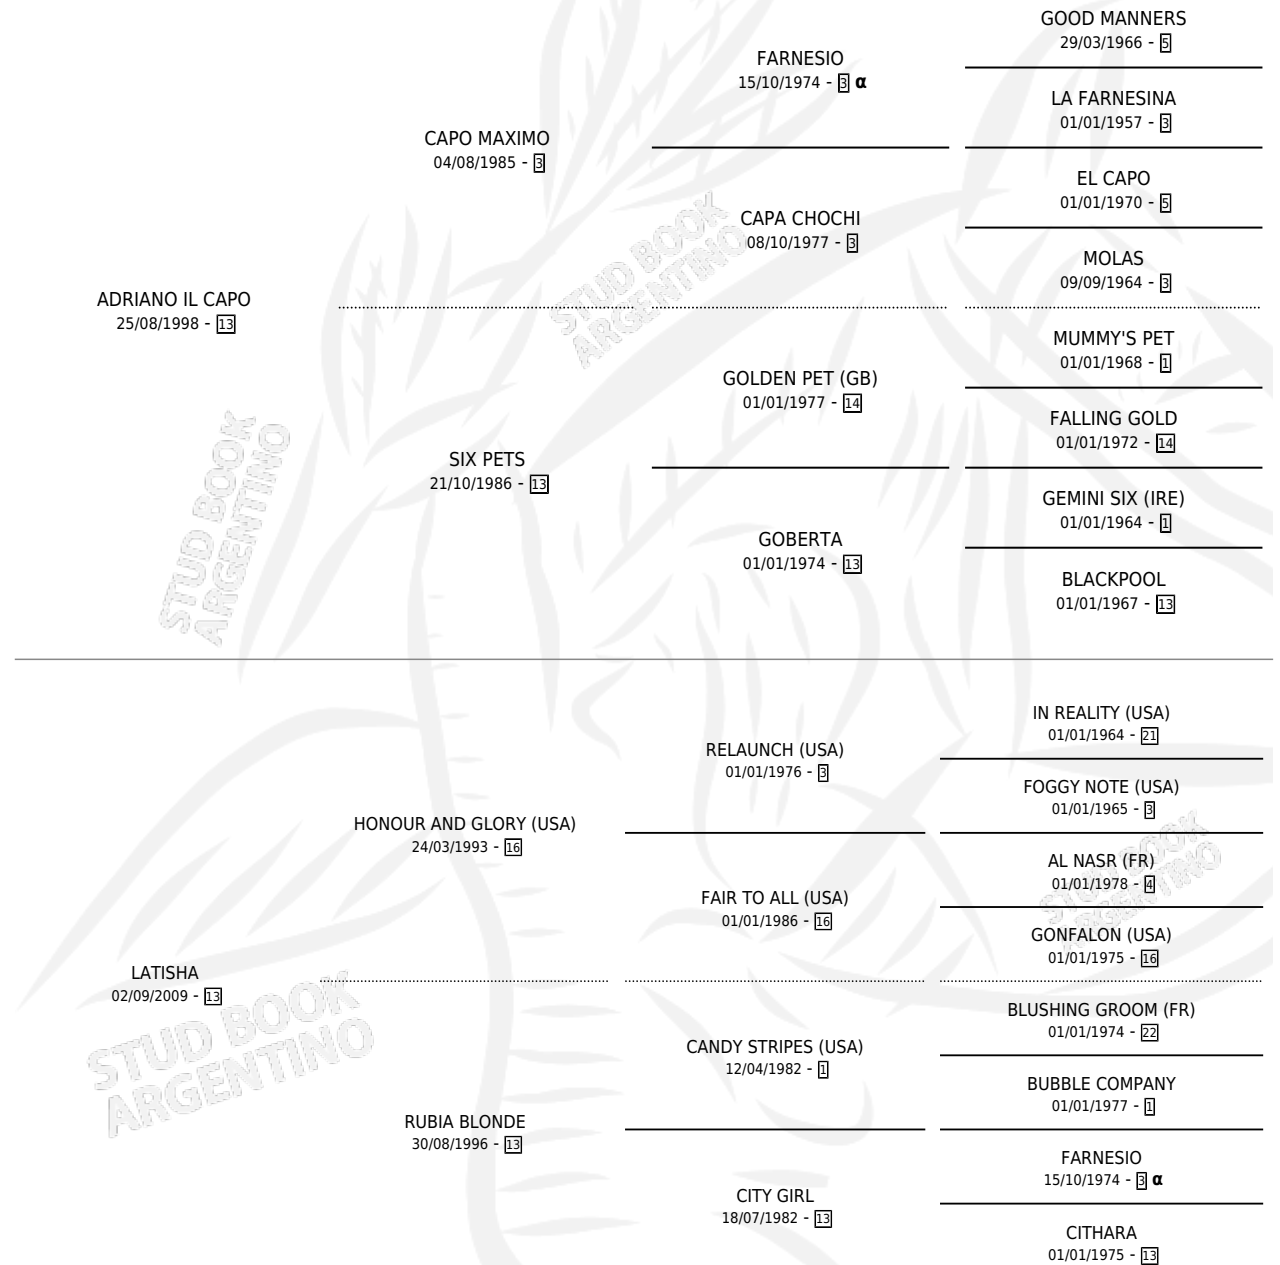 GOOD MANNERS
29/03/1966 - 5
FARNESIO
15/10/1974 - 3 α
LA FARNESINA
01/01/1957 - 3
CAPO MAXIMO
04/08/1985 - 3
EL CAPO
01/01/1970 - 5
CAPA CHOCHI
08/10/1977 - 3
MOLAS
09/09/1964 - 3
ADRIANO IL CAPO
25/08/1998 - 13
MUMMY'S PET
01/01/1968 - 1
GOLDEN PET (GB)
01/01/1977 - 14
FALLING GOLD
01/01/1972 - 14
SIX PETS
21/10/1986 - 13
GEMINI SIX (IRE)
01/01/1964 - 1
GOBERTA
01/01/1974 - 13
BLACKPOOL
01/01/1967 - 13
IN REALITY (USA)
01/01/1964 - 21
RELAUNCH (USA)
01/01/1976 - 3
FOGGY NOTE (USA)
01/01/1965 - 3
HONOUR AND GLORY (USA)
24/03/1993 - 16
AL NASR (FR)
01/01/1978 - 4
FAIR TO ALL (USA)
01/01/1986 - 16
GONFALON (USA)
01/01/1975 - 16
LATISHA
02/09/2009 - 13
BLUSHING GROOM (FR)
01/01/1974 - 22
CANDY STRIPES (USA)
12/04/1982 - 1
BUBBLE COMPANY
01/01/1977 - 1
RUBIA BLONDE
30/08/1996 - 13
FARNESIO
15/10/1974 - 3 α
CITY GIRL
18/07/1982 - 13
CITHARA
01/01/1975 - 13
STUD BOOK
ARGENTINO
STUD BOOK
ARGENTINO
STUD BOOK
ARGENTINO
STUD BOOK
ARGENTINO